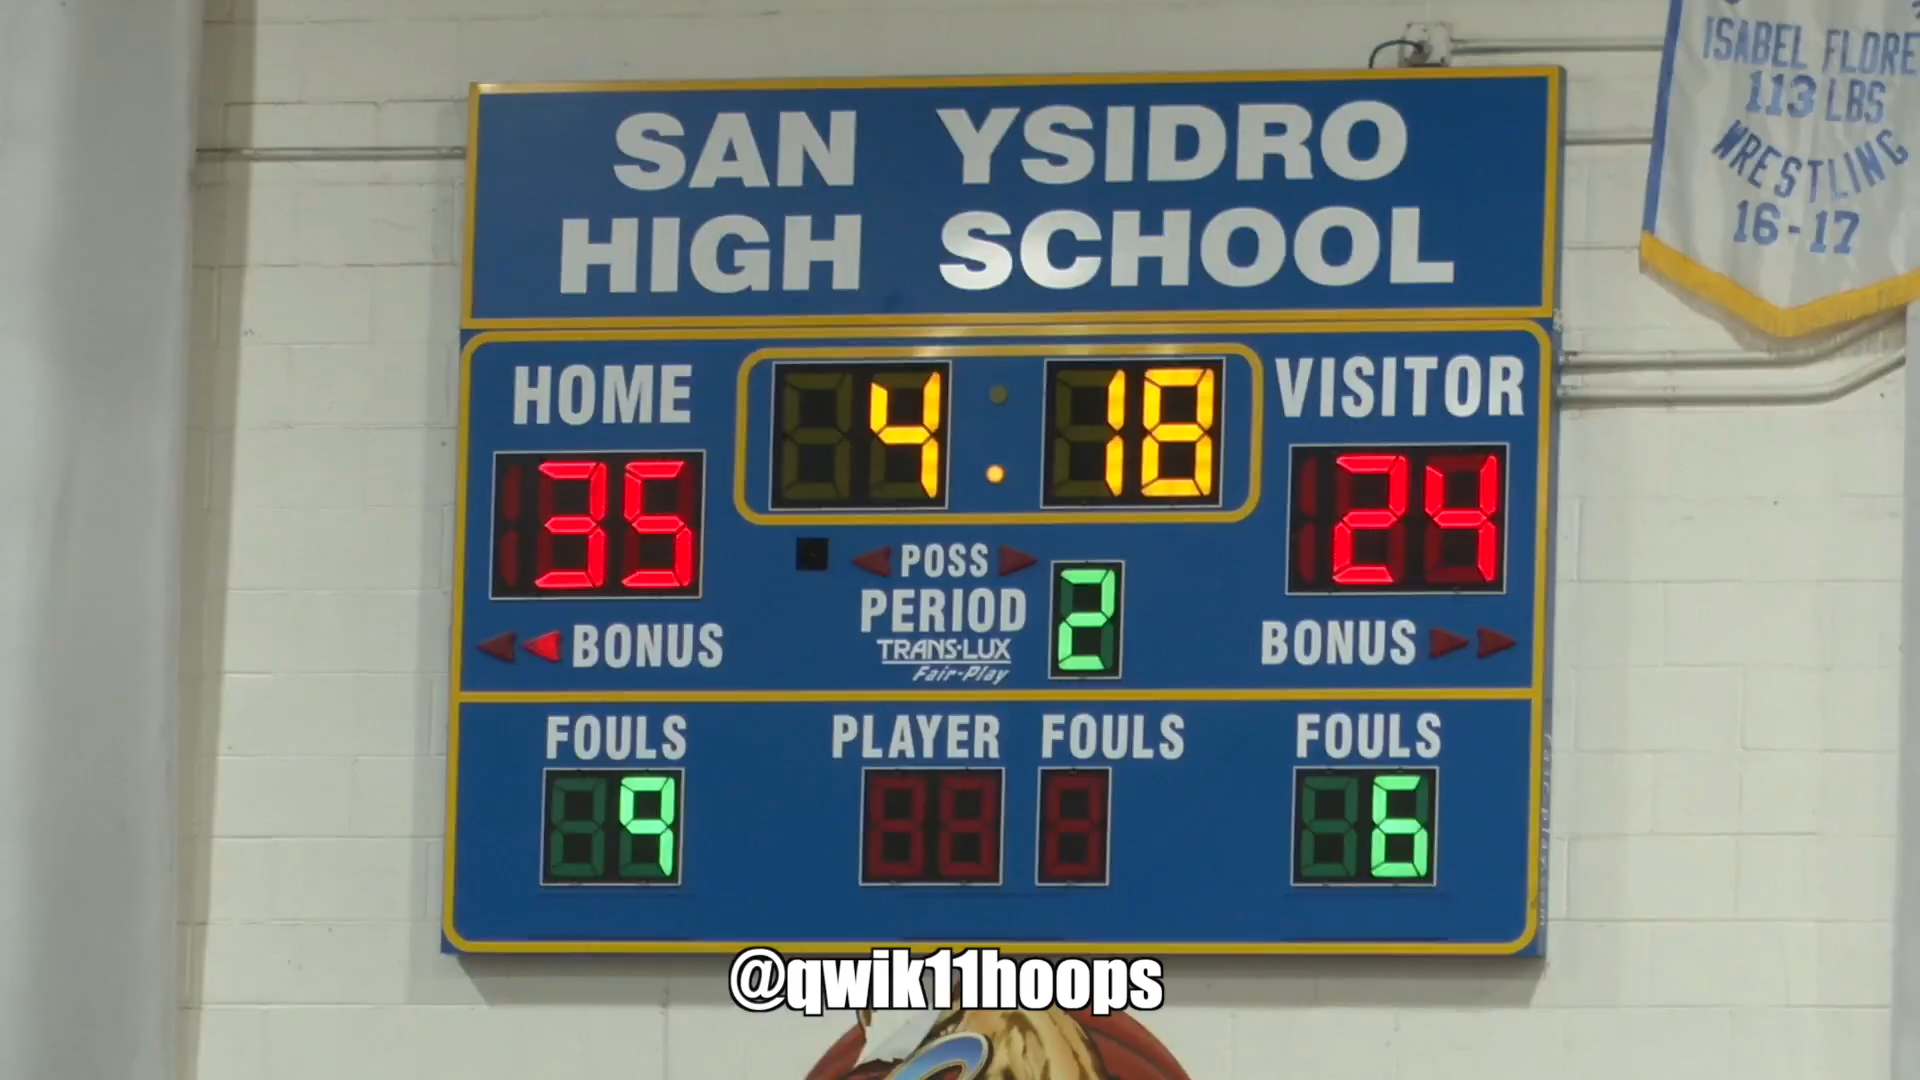 SAN YSIDRO
HIGH SCHOOL
ISABEL FLORE
113 LBS
WRESTLING
16-17
HOME
4:18
VISITOR
35
24
POSS
PERIOD 2
TRANS-LUX
Fair-Play
BONUS
BONUS
FOULS
PLAYER FOULS
FOULS
9
6
@qwik11hoops